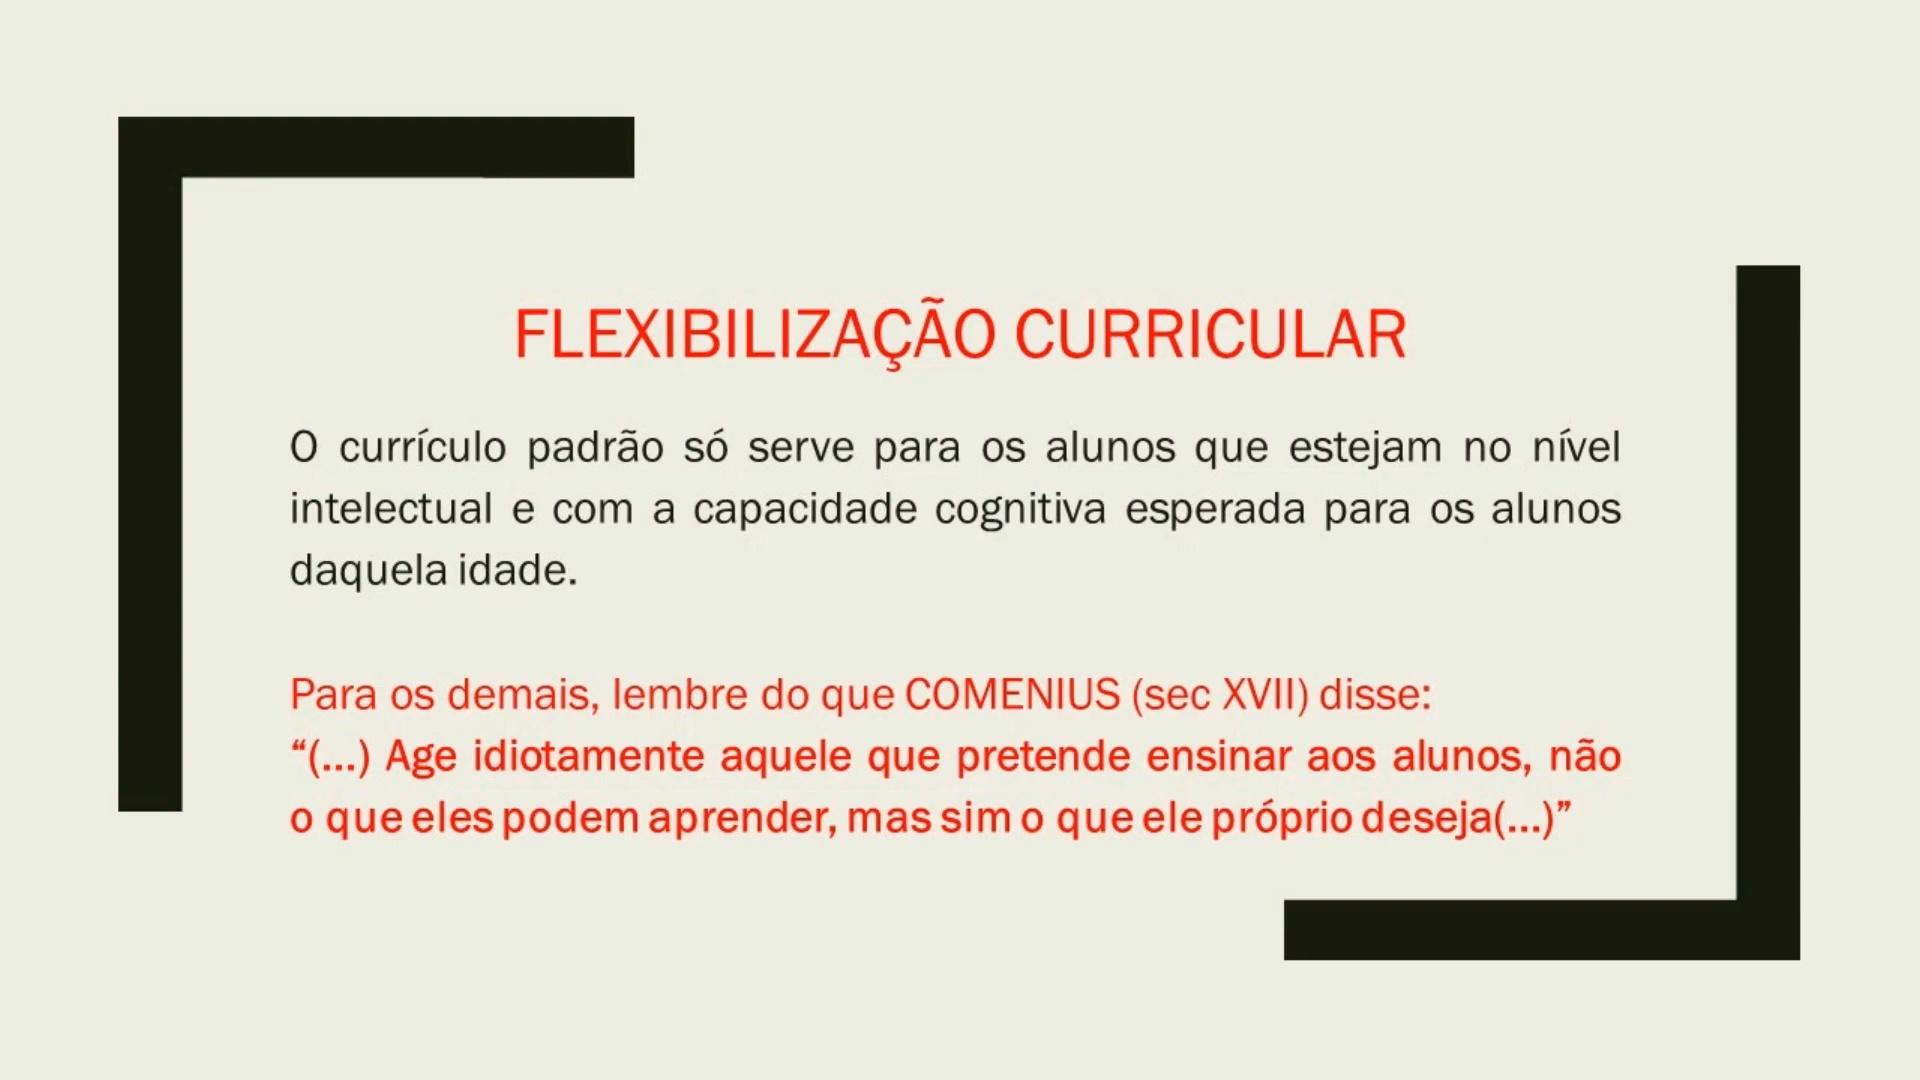 FLEXIBILIZAÇÃO CURRICULAR
O currículo padrão só serve para os alunos que estejam no nível
intelectual e com a capacidade cognitiva esperada para os alunos
daquela idade.
Para os demais, lembre do que COMENIUS (sec XVII) disse:
“(...) Age idiotamente aquele que pretende ensinar aos alunos, não
o que eles podem aprender, mas sim o que ele próprio deseja(...)”